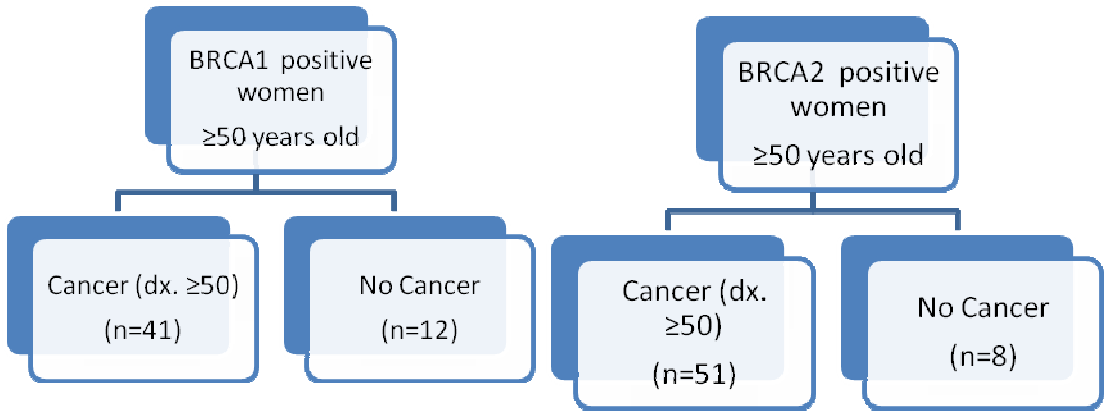 BRCA1 positive
women
≥50 years old
Cancer (dx. ≥50)
(n=41)
No Cancer
(n=12)
BRCA2 positive
women
≥50 years old
Cancer (dx.
≥50)
(n=51)
No Cancer
(n=8)